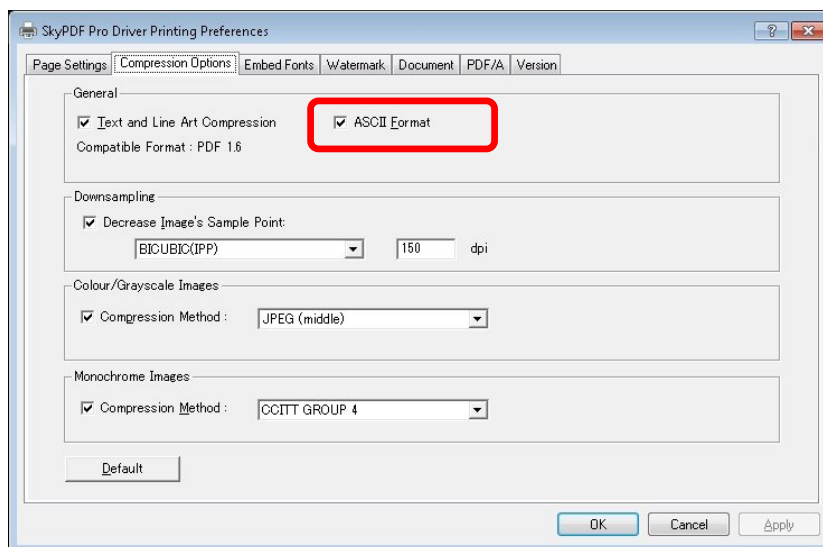 SkyPDF Pro Driver Printing Preferences
Page Settings Compression Options Embed Fonts Watermark Document PDF/A Version
General
Text and Line Art Compression ASCII Format
Compatible Format : PDF 1.6
Downsampling
Decrease Image's Sample Point:
BICUBIC(IPP) 150 dpi
Colour/Grayscale Images
Compression Method : JPEG (middle)
Monochrome Images
Compression Method : CCITT GROUP 4
Default
OK Cancel Apply